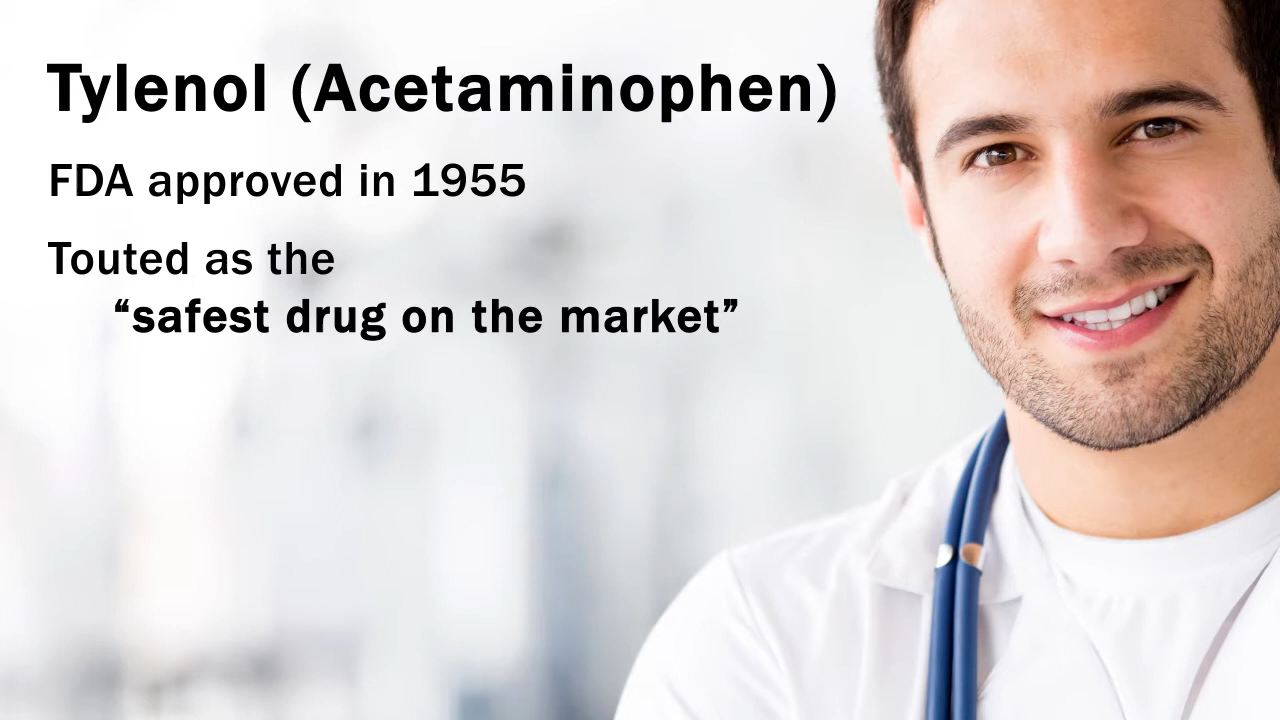 Tylenol (Acetaminophen)
FDA approved in 1955
Touted as the
“safest drug on the market”